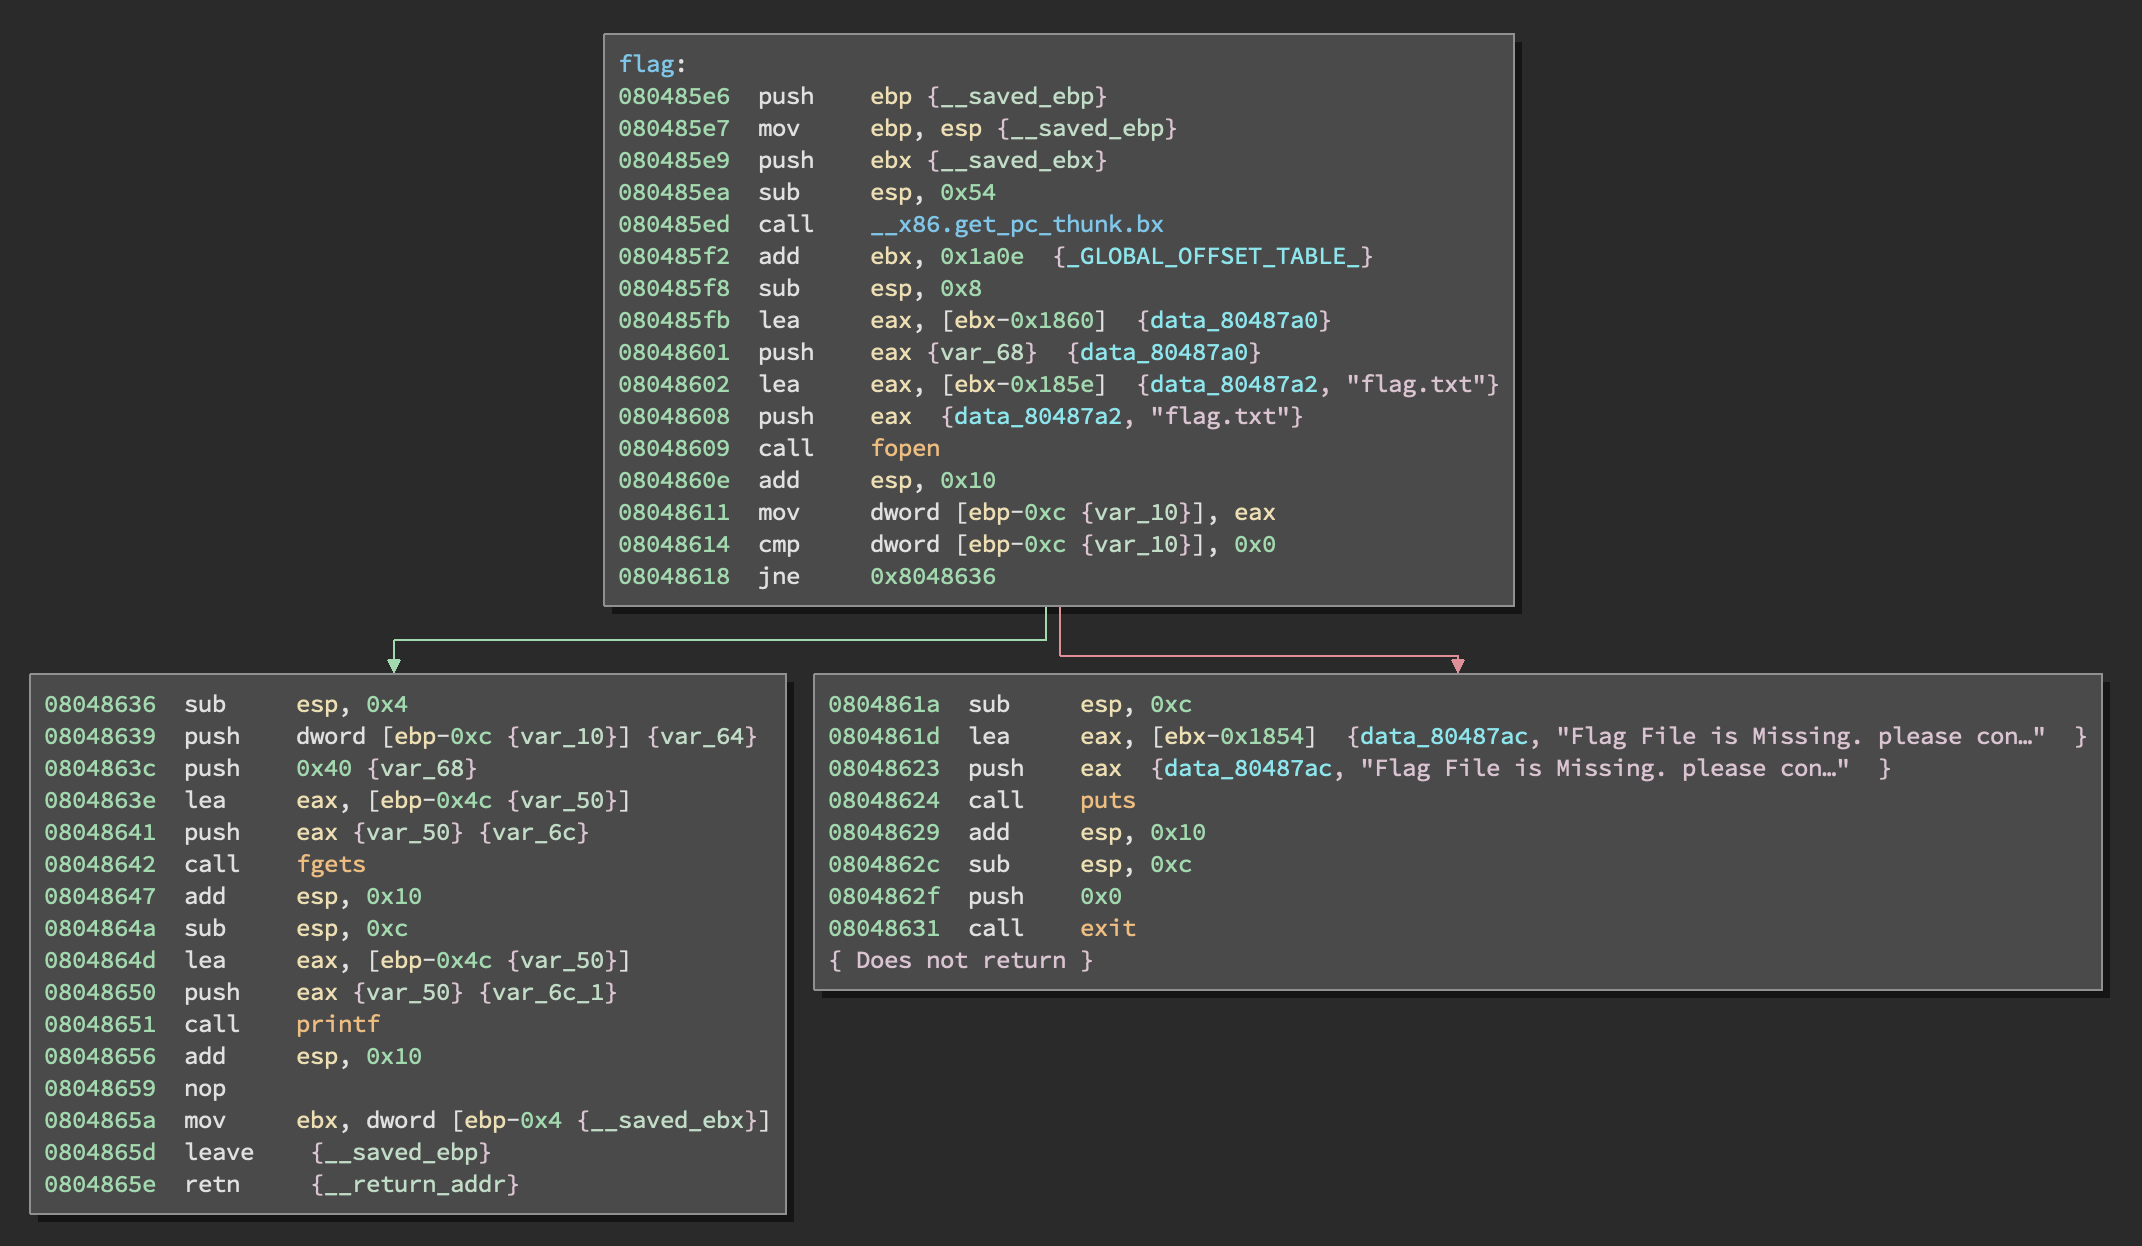 flag:
080485e6  push    ebp {__saved_ebp}
080485e7  mov     ebp, esp {__saved_ebp}
080485e9  push    ebx {__saved_ebx}
080485ea  sub     esp, 0x54
080485ed  call    __x86.get_pc_thunk.bx
080485f2  add     ebx, 0x1a0e  {_GLOBAL_OFFSET_TABLE_}
080485f8  sub     esp, 0x8
080485fb  lea     eax, [ebx-0x1860]  {data_80487a0}
08048601  push    eax {var_68}  {data_80487a0}
08048602  lea     eax, [ebx-0x185e]  {data_80487a2, "flag.txt"}
08048608  push    eax  {data_80487a2, "flag.txt"}
08048609  call    fopen
0804860e  add     esp, 0x10
08048611  mov     dword [ebp-0xc {var_10}], eax
08048614  cmp     dword [ebp-0xc {var_10}], 0x0
08048618  jne     0x8048636
08048636  sub     esp, 0x4
08048639  push    dword [ebp-0xc {var_10}] {var_64}
0804863c  push    0x40 {var_68}
0804863e  lea     eax, [ebp-0x4c {var_50}]
08048641  push    eax {var_50} {var_6c}
08048642  call    fgets
08048647  add     esp, 0x10
0804864a  sub     esp, 0xc
0804864d  lea     eax, [ebp-0x4c {var_50}]
08048650  push    eax {var_50} {var_6c_1}
08048651  call    printf
08048656  add     esp, 0x10
08048659  nop
0804865a  mov     ebx, dword [ebp-0x4 {__saved_ebx}]
0804865d  leave    {__saved_ebp}
0804865e  retn     {__return_addr}
0804861a  sub     esp, 0xc
0804861d  lea     eax, [ebx-0x1854]  {data_80487ac, "Flag File is Missing. please con…"  }
08048623  push    eax  {data_80487ac, "Flag File is Missing. please con…"  }
08048624  call    puts
08048629  add     esp, 0x10
0804862c  sub     esp, 0xc
0804862f  push    0x0
08048631  call    exit
{ Does not return }